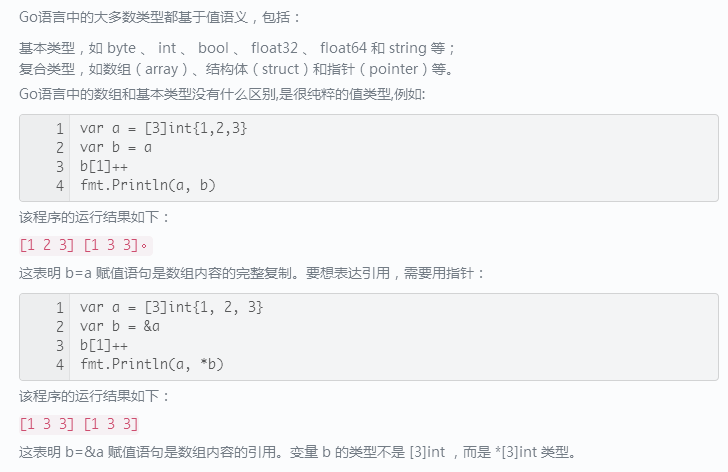 Go语言中的大多数类型都基于值语义，包括：
基本类型，如 byte 、 int 、 bool 、 float32 、 float64 和 string 等；
复合类型，如数组（array）、结构体（struct）和指针（pointer）等。
Go语言中的数组和基本类型没有什么区别,是很纯粹的值类型,例如:
1 var a = [3]int{1,2,3}
2 var b = a
3 b[1]++
4 fmt.Println(a, b)
该程序的运行结果如下：
[1 2 3] [1 3 3]。
这表明 b=a 赋值语句是数组内容的完整复制。要想表达引用，需要用指针：
1 var a = [3]int{1, 2, 3}
2 var b = &a
3 b[1]++
4 fmt.Println(a, *b)
该程序的运行结果如下：
[1 3 3] [1 3 3]
这表明 b=&a 赋值语句是数组内容的引用。变量 b 的类型不是 [3]int ，而是 *[3]int 类型。